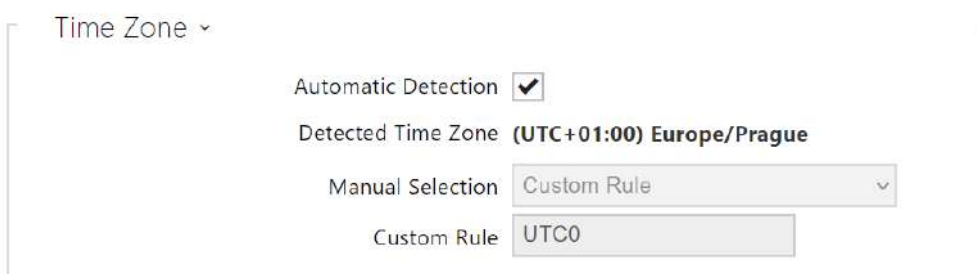 Time Zone
Automatic Detection
Detected Time Zone (UTC+01:00) Europe/Prague
Manual Selection Custom Rule
Custom Rule UTC0